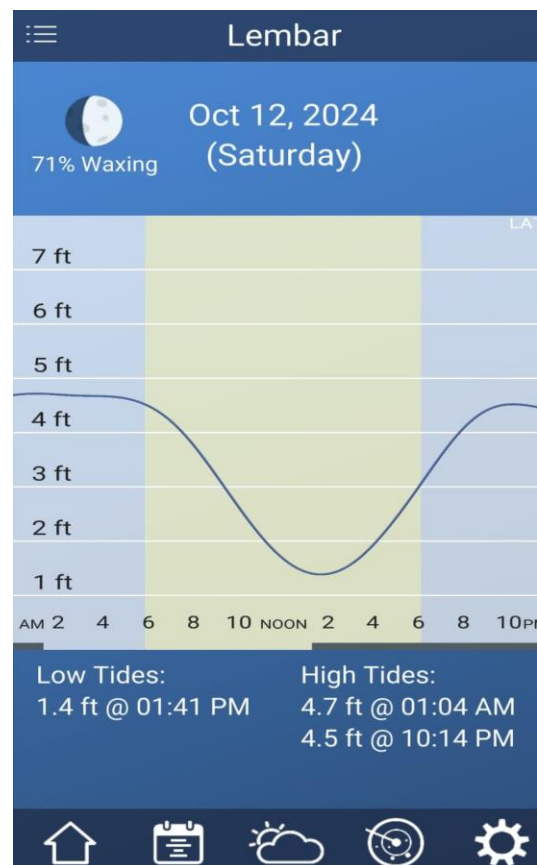 Lembar
Oct 12, 2024
(Saturday)
71% Waxing
7 ft
6 ft
5 ft
4 ft
3 ft
2 ft
1 ft
AM 2 4 6 8 10 NOON 2 4 6 8 10PM
Low Tides:
1.4 ft @ 01:41 PM
High Tides:
4.7 ft @ 01:04 AM
4.5 ft @ 10:14 PM